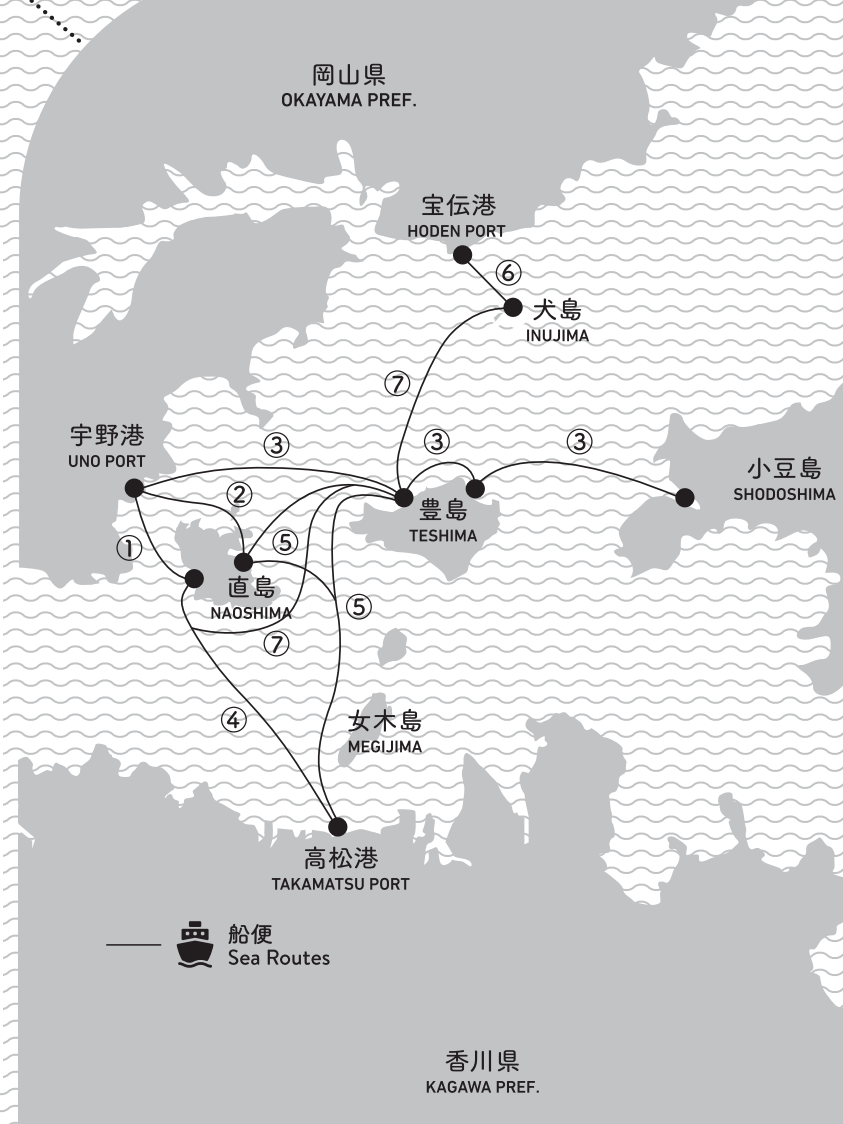 岡山県
OKAYAMA PREF.
宝伝港
HODEN PORT
⑥
犬島
INUJIMA
⑦
宇野港
UNO PORT
③
③
③
小豆島
SHODOSHIMA
②
豊島
TESHIMA
①
⑤
直島
NAOSHIMA
⑤
⑦
④
女木島
MEGIJIMA
高松港
TAKAMATSU PORT
船便
Sea Routes
香川県
KAGAWA PREF.